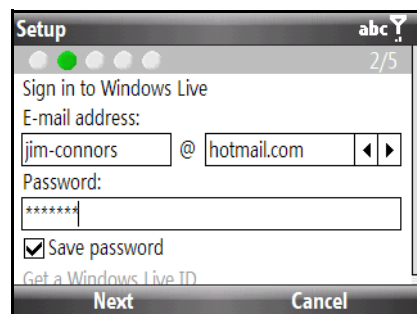 Setup abc
2/5
Sign in to Windows Live
E-mail address:
jim-connors @ hotmail.com
Password:
*******
Save password
Get a Windows Live ID
Next Cancel